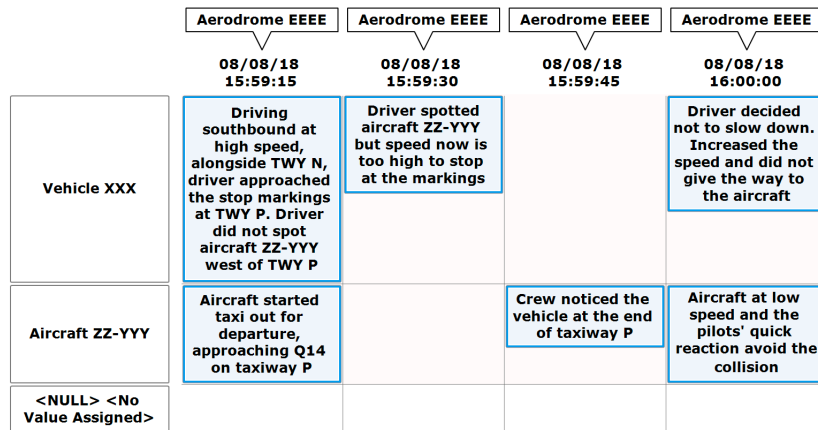 Aerodrome EEEE
Aerodrome EEEE
Aerodrome EEEE
Aerodrome EEEE
08/08/18
15:59:15
08/08/18
15:59:30
08/08/18
15:59:45
08/08/18
16:00:00
Vehicle XXX
Driving
southbound at
high speed,
alongside TWY N,
driver approached
the stop markings
at TWY P. Driver
did not spot
aircraft ZZ-YYY
west of TWY P
Driver spotted
aircraft ZZ-YYY
but speed now is
too high to stop
at the markings
Driver decided
not to slow down.
Increased the
speed and did not
give the way to
the aircraft
Aircraft ZZ-YYY
Aircraft started
taxi out for
departure,
approaching Q14
on taxiway P
Crew noticed the
vehicle at the end
of taxiway P
Aircraft at low
speed and the
pilots' quick
reaction avoid the
collision
<NULL> <No
Value Assigned>